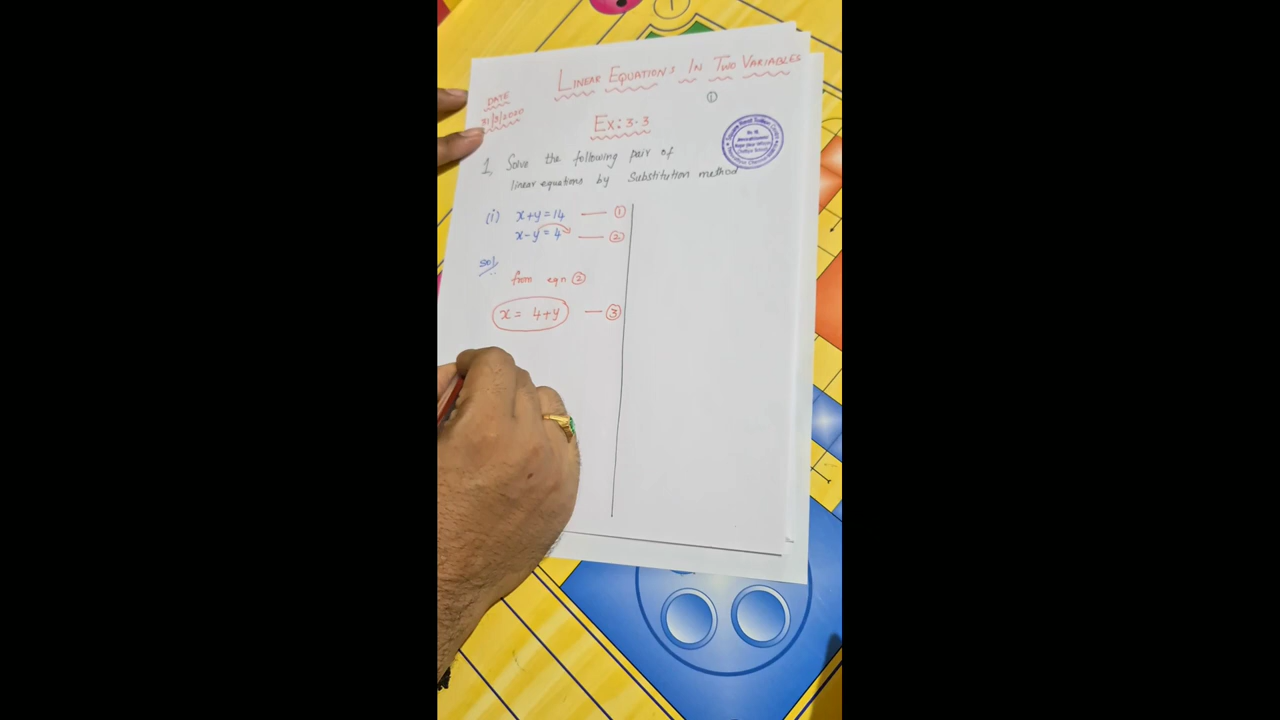 LINEAR EQUATIONS IN TWO VARIABLES
①
DATE
31/3/2020
Ex: 3.3
1, Solve the following pair of
linear equations by Substitution method
(i) x+y=14 —— ①
x-y=4 —— ②
Sol
from eqn ②
x = 4+y —— ③